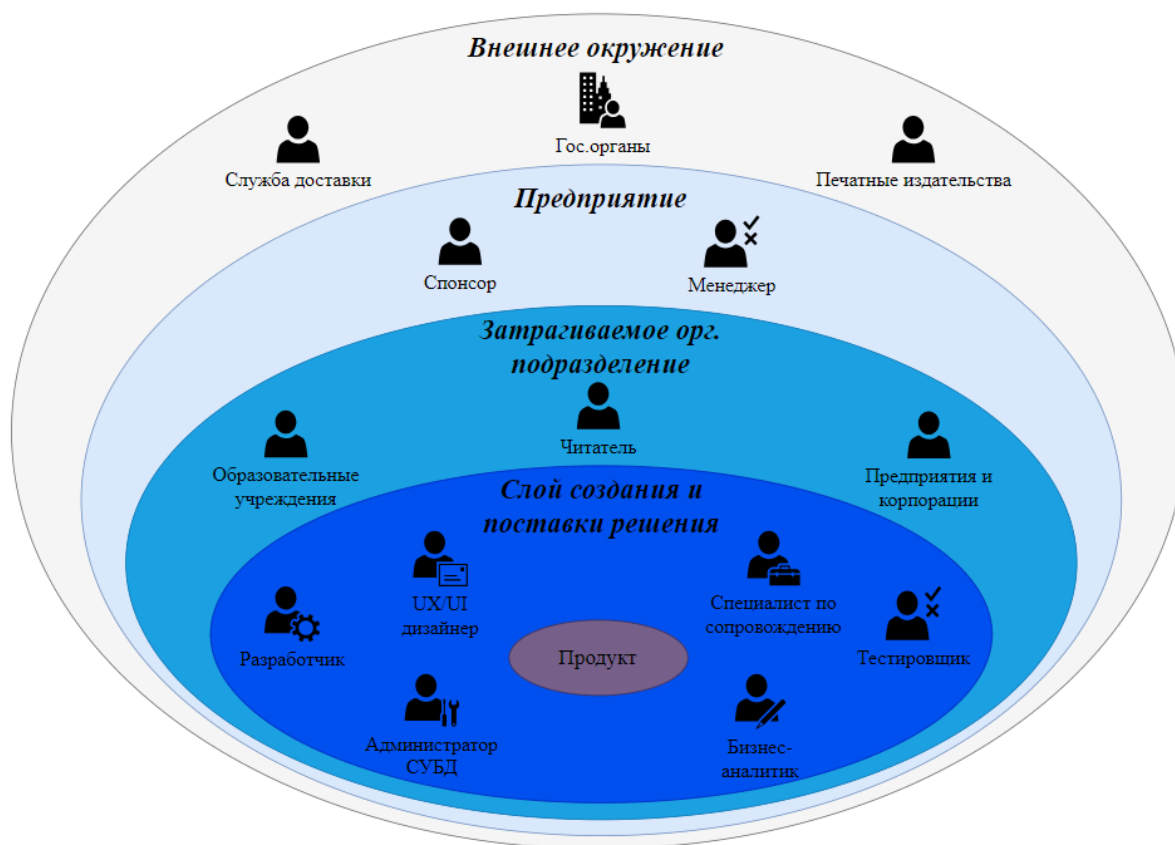 Внешнее окружение
Гос.органы
Служба доставки
Печатные издательства
Предприятие
Спонсор
Менеджер
Затрагиваемое орг.
подразделение
Читатель
Образовательные
учреждения
Предприятия и
корпорации
Слой создания и
поставки решения
UX/UI
дизайнер
Специалист по
сопровождению
Разработчик
Продукт
Тестировщик
Администратор
СУБД
Бизнес-
аналитик